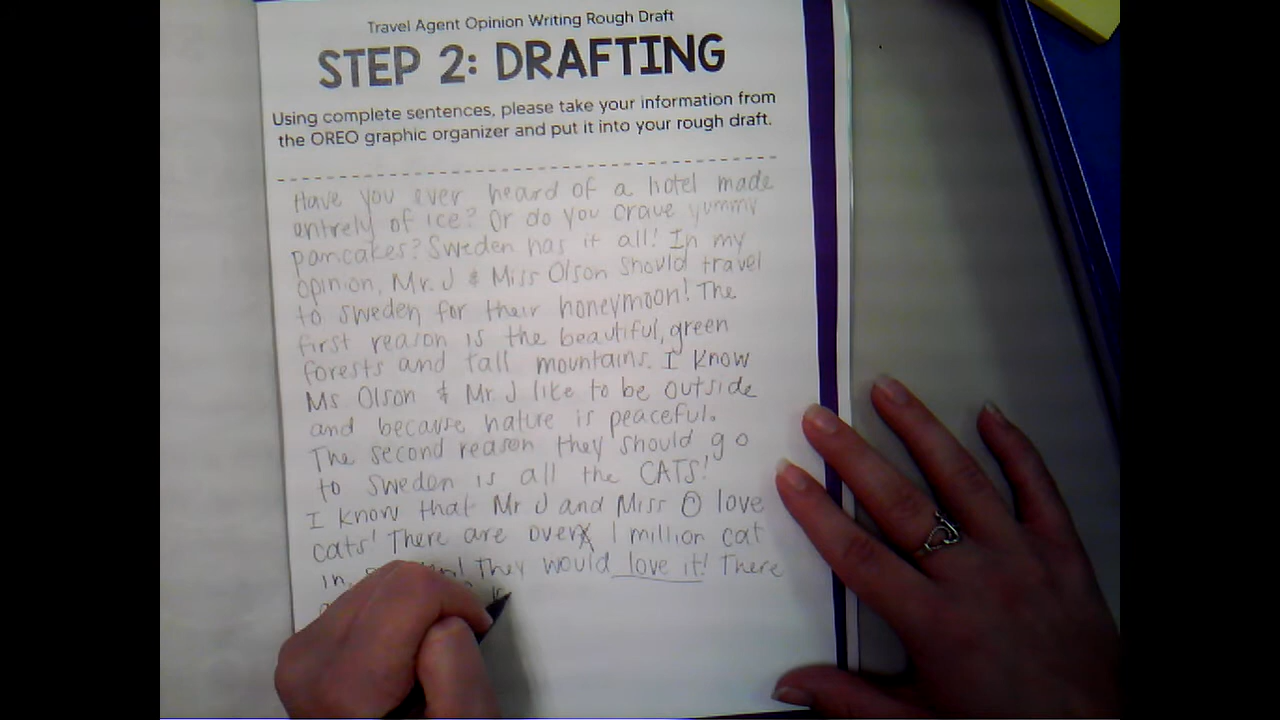 Travel Agent Opinion Writing Rough Draft
STEP 2: DRAFTING
Using complete sentences, please take your information from
the OREO graphic organizer and put it into your rough draft.
Have you ever heard of a hotel made
entirely of ice? Or do you crave yummy
pancakes? Sweden has it all! In my
opinion, Mr. J & Miss Olson should travel
to sweden for their honeymoon! The
first reason is the beautiful, green
forests and tall mountains. I know
Ms Olson & Mr J like to be outside
and because nature is peaceful.
The second reason they should go
to sweden is all the CATS!
I know that Mr J and Miss O love
cats! There are over 1 million cat
in They would love it! There